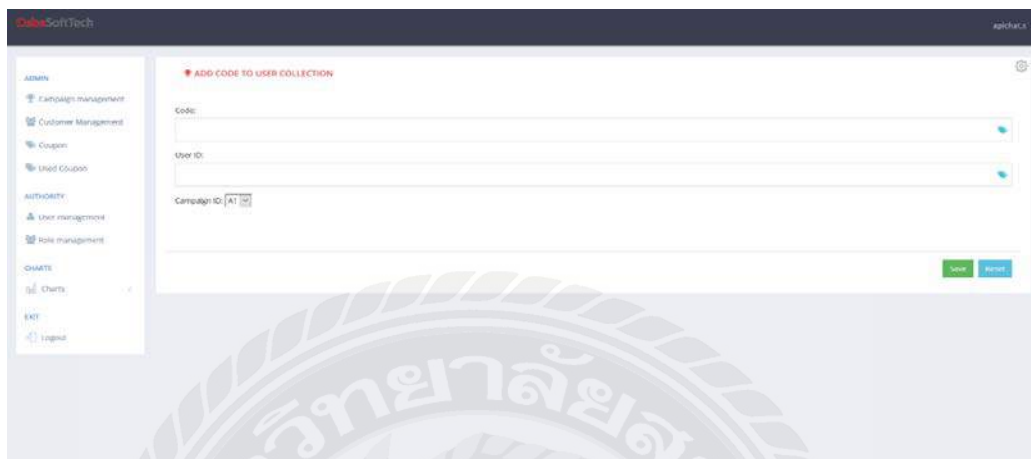 CubeSoftTech
apichat.s
ADMIN
Campaign management
Customer Management
Coupon
Used Coupon
AUTHORITY
User management
Role management
CHARTS
Charts
EXIT
Logout
ADD CODE TO USER COLLECTION
Code:
User ID:
Campaign ID: A1
Save Reset